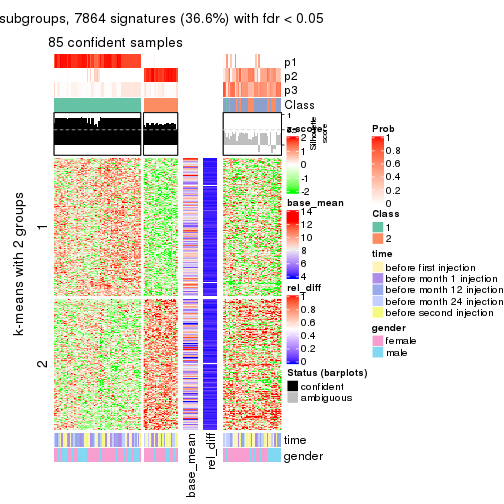 subgroups, 7864 signatures (36.6%) with fdr < 0.05
85 confident samples
p1
p2
p3
Class
1
Silhouette
score
k-means with 2 groups
1
2
time
gender
base_mean
rel_diff
z-score
2
1
0
-1
-2
base_mean
14
12
10
8
6
4
rel_diff
1
0.8
0.6
0.4
0.2
0
Status (barplots)
confident
ambiguous
Prob
1
0.8
0.6
0.4
0.2
0
Class
1
2
time
before first injection
before month 1 injection
before month 12 injection
before month 24 injection
before second injection
gender
female
male